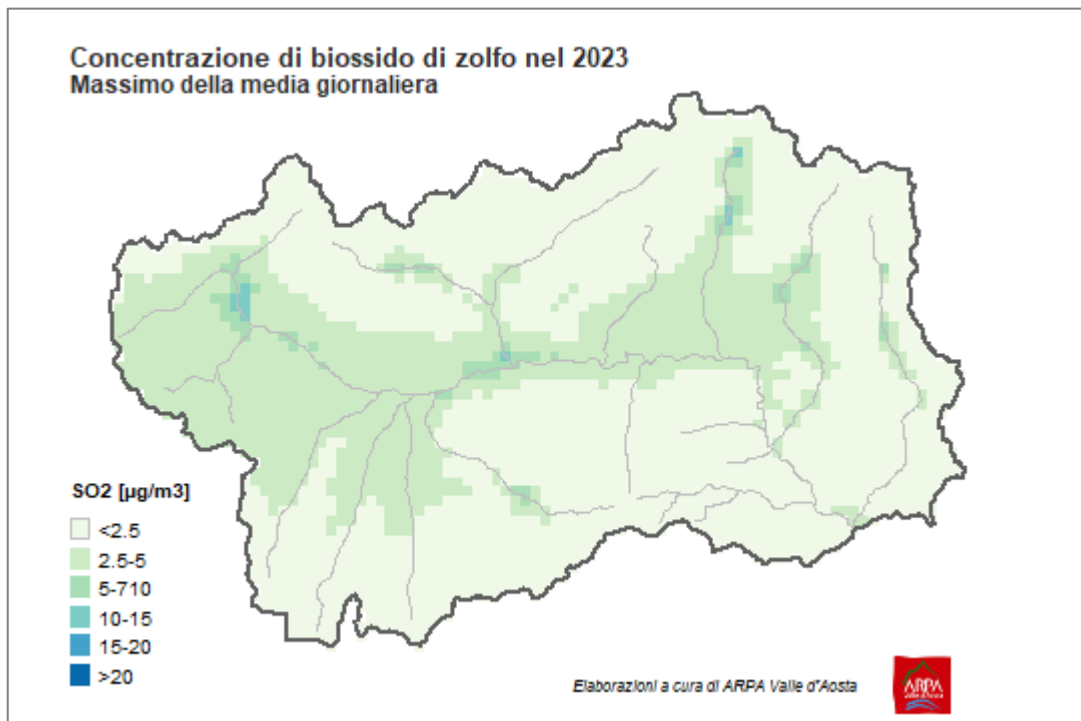 Concentrazione di biossido di zolfo nel 2023
Massimo della media giornaliera
SO2 [µg/m3]
<2.5
2.5-5
5-710
10-15
15-20
>20
Elaborazioni a cura di ARPA Valle d'Aosta
ARPA